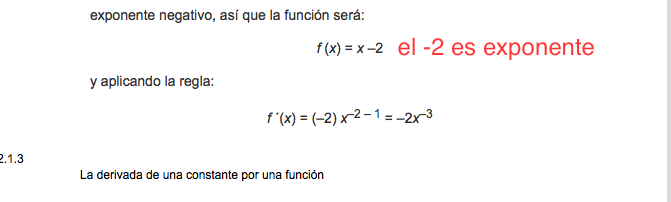 exponente negativo, así que la función será:
f (x) = x –2 el -2 es exponente
y aplicando la regla:
f ´(x) = (–2) x–2 – 1 = –2x–3
2.1.3
La derivada de una constante por una función